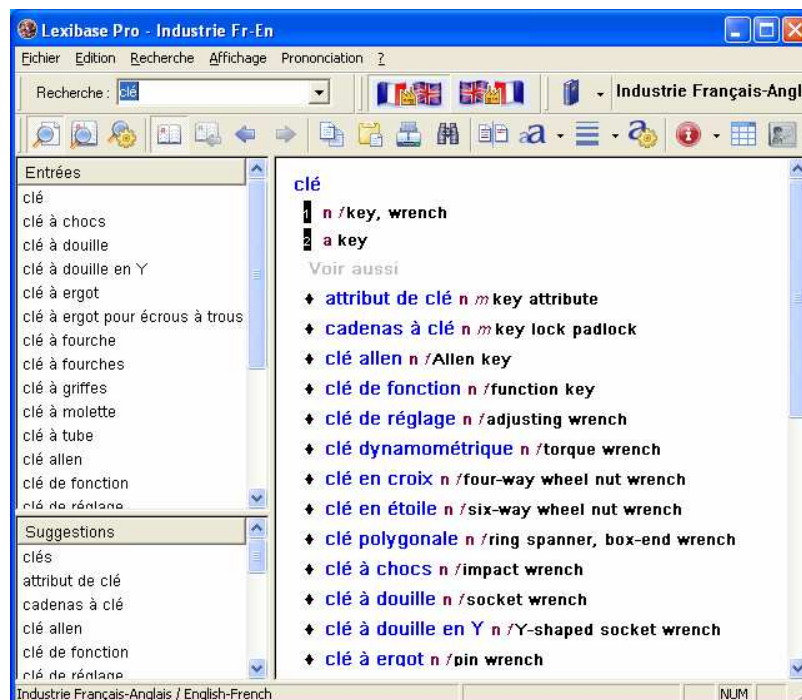 Lexibase Pro - Industrie Fr-En
Fichier Edition Recherche Affichage Prononciation ?
Recherche : clé
Industrie Français-Angl
Entrées
clé
clé à chocs
clé à douille
clé à douille en Y
clé à ergot
clé à ergot pour écrous à trous
clé à fourche
clé à fourches
clé à griffes
clé à molette
clé à tube
clé allen
clé de fonction
clé de réglage
Suggestions
clés
attribut de clé
cadenas à clé
clé allen
clé de fonction
clé de réglage
clé
1 n f key, wrench
2 a key
Voir aussi
♦ attribut de clé n m key attribute
♦ cadenas à clé n m key lock padlock
♦ clé allen n f Allen key
♦ clé de fonction n f function key
♦ clé de réglage n f adjusting wrench
♦ clé dynamométrique n f torque wrench
♦ clé en croix n f four-way wheel nut wrench
♦ clé en étoile n f six-way wheel nut wrench
♦ clé polygonale n f ring spanner, box-end wrench
♦ clé à chocs n f impact wrench
♦ clé à douille n f socket wrench
♦ clé à douille en Y n f Y-shaped socket wrench
♦ clé à ergot n f pin wrench
Industrie Français-Anglais / English-French
NUM